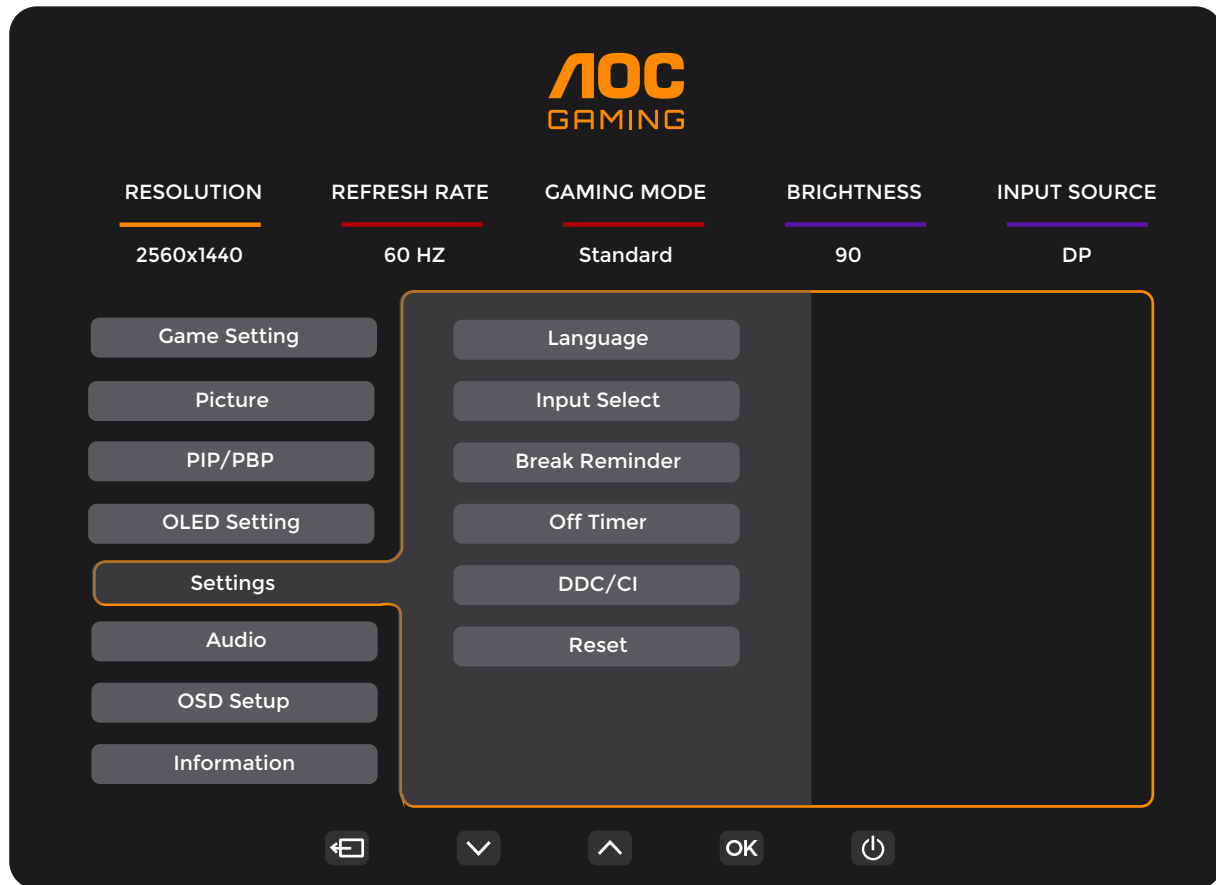 AOC
GAMING
RESOLUTION REFRESH RATE GAMING MODE BRIGHTNESS INPUT SOURCE
2560x1440 60 HZ Standard 90 DP
Game Setting
Picture
PIP/PBP
OLED Setting
Settings
Audio
OSD Setup
Information
Language
Input Select
Break Reminder
Off Timer
DDC/CI
Reset
OK